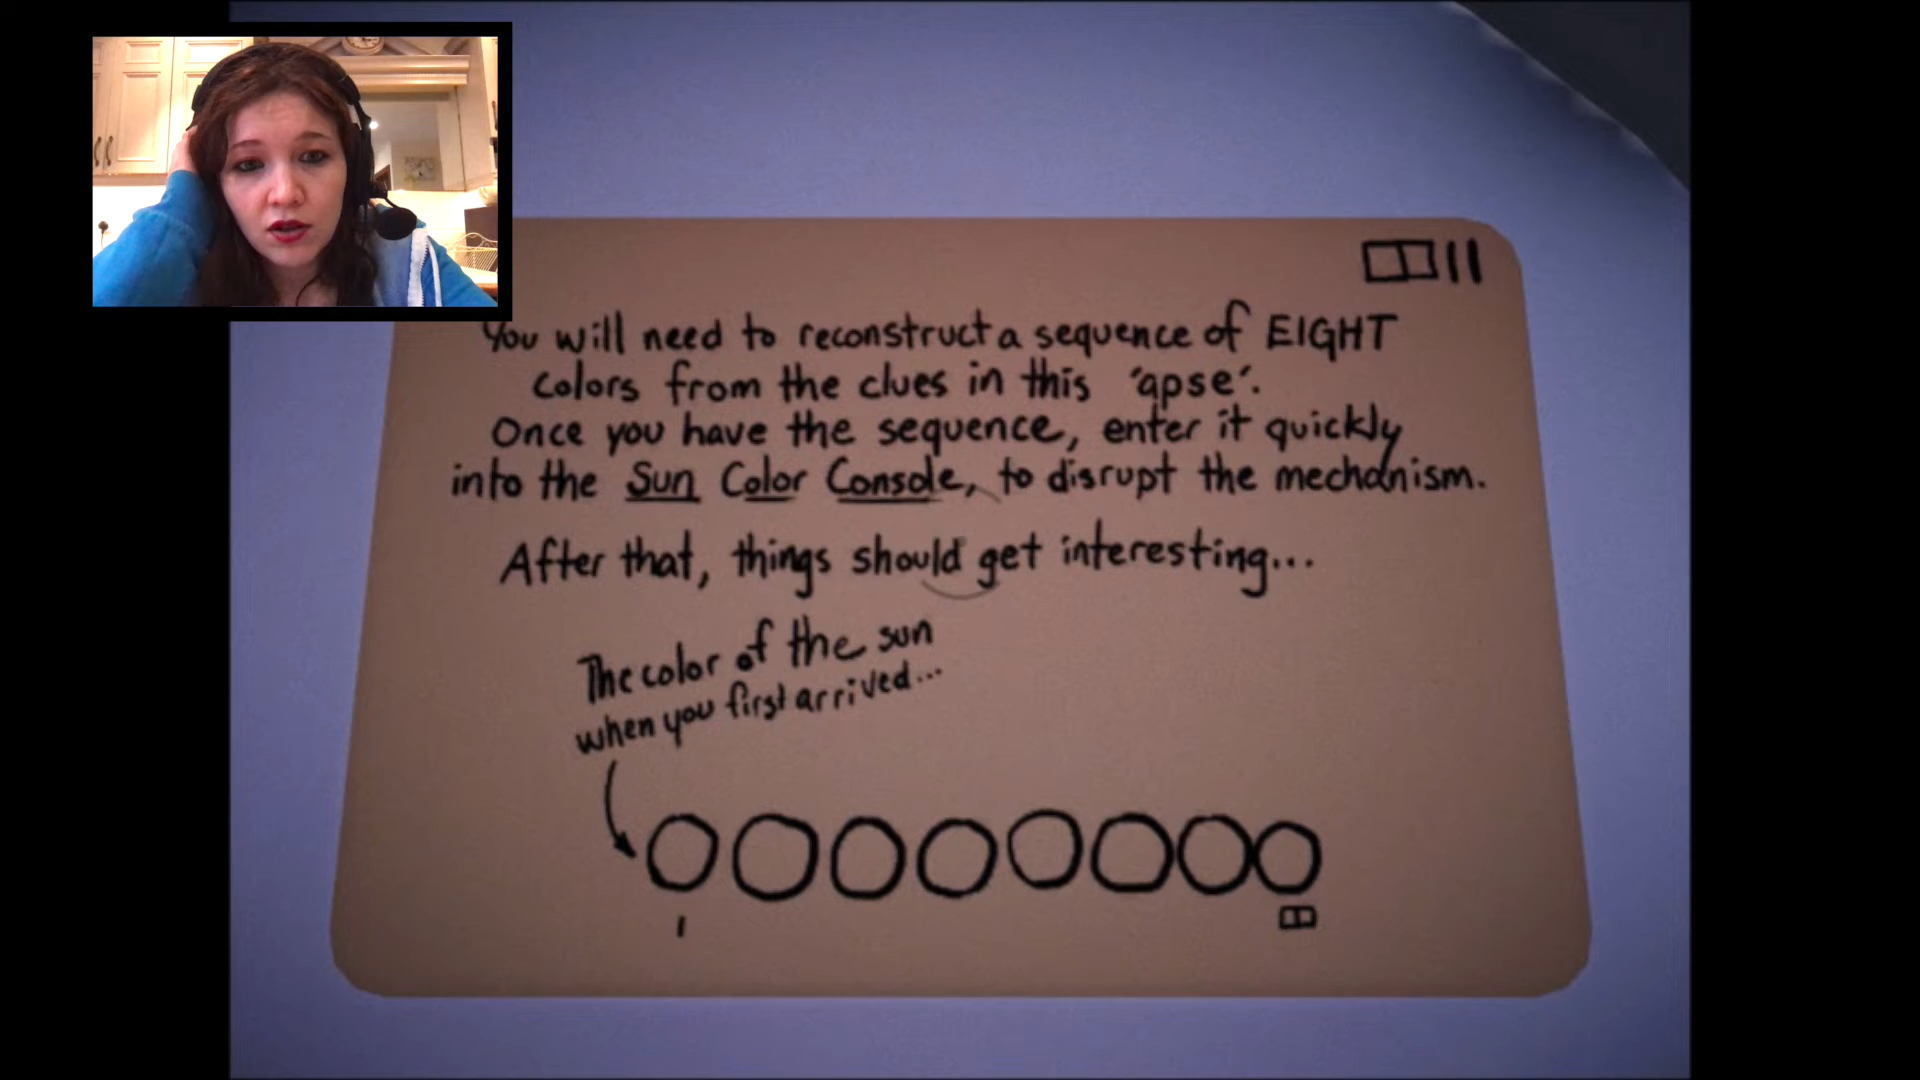 You will need to reconstruct a sequence of EIGHT
colors from the clues in this 'apse'.
Once you have the sequence, enter it quickly
into the Sun Color Console, to disrupt the mechanism.
After that, things should get interesting...
The color of the sun
when you first arrived...